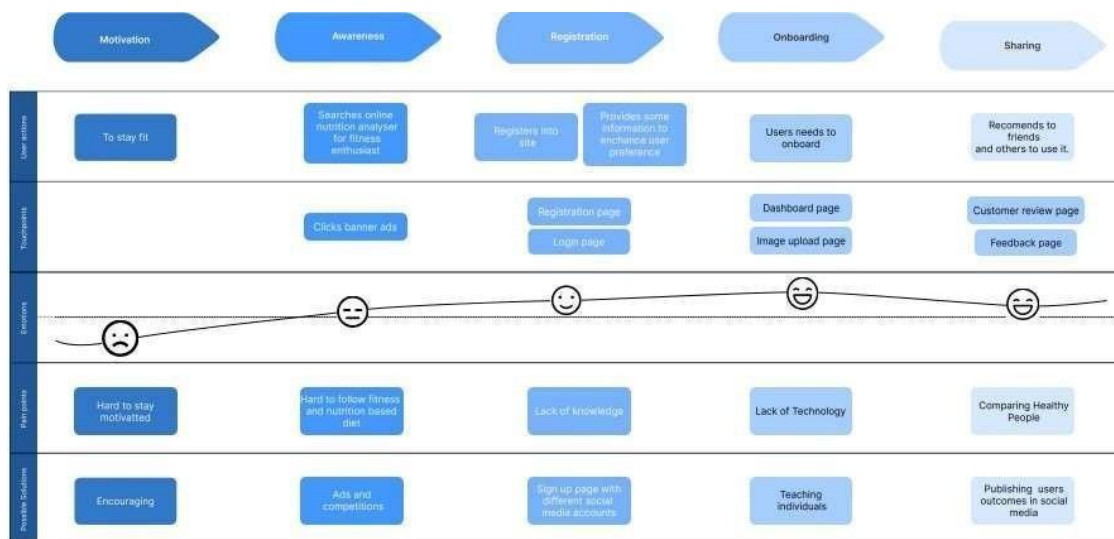 Motivation
Awareness
Registration
Onboarding
Sharing
User actions
To stay fit
Searches online
nutrition analyser
for fitness
enthusiast
Registers into
site
Provides some
information to
enchance user
preference
Users needs to
onboard
Recomends to
friends
and others to use it.
Touchpoints
Clicks banner ads
Registration page
Login page
Dashboard page
Image upload page
Customer review page
Feedback page
Emotions
Pain points
Hard to stay
motivatted
Hard to follow fitness
and nutrition based
diet
Lack of knowledge
Lack of Technology
Comparing Healthy
People
Possible Solutions
Encouraging
Ads and
competitions
Sign up page with
different social
media accounts
Teaching
individuals
Publishing users
outcomes in social
media